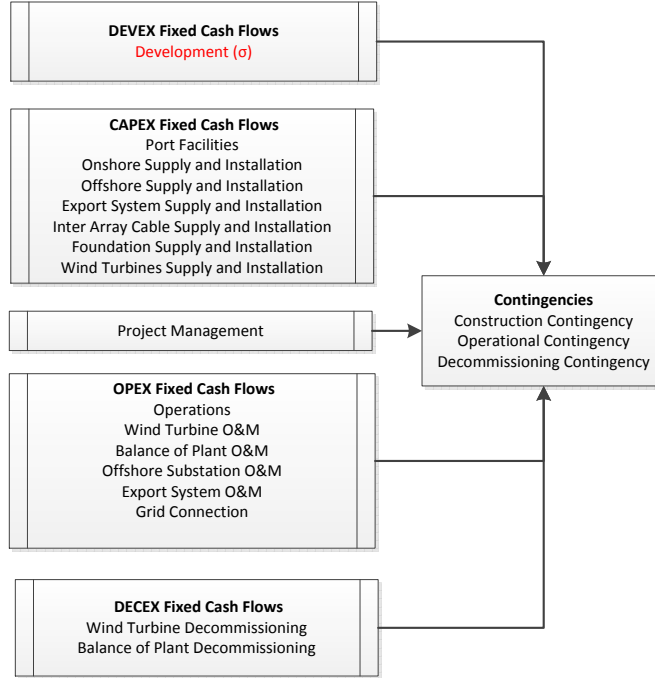 DEVEX Fixed Cash Flows
Development (σ)
CAPEX Fixed Cash Flows
Port Facilities
Onshore Supply and Installation
Offshore Supply and Installation
Export System Supply and Installation
Inter Array Cable Supply and Installation
Foundation Supply and Installation
Wind Turbines Supply and Installation
Project Management
OPEX Fixed Cash Flows
Operations
Wind Turbine O&M
Balance of Plant O&M
Offshore Substation O&M
Export System O&M
Grid Connection
DECEX Fixed Cash Flows
Wind Turbine Decommissioning
Balance of Plant Decommissioning
Contingencies
Construction Contingency
Operational Contingency
Decommissioning Contingency